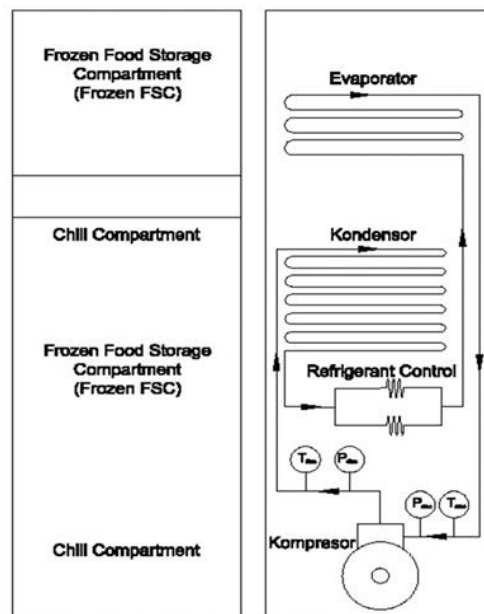 Frozen Food Storage
Compartment
(Frozen FSC)
Chill Compartment
Frozen Food Storage
Compartment
(Frozen FSC)
Chill Compartment
Evaporator
Kondensor
Refrigerant Control
T
P
P
T
Kompresor